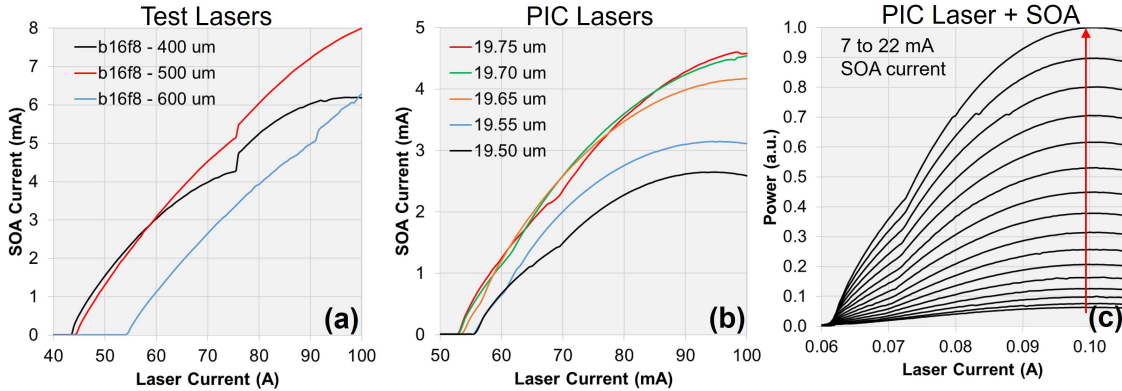 Test Lasers
8
7
6
5
4
3
2
1
0
SOA Current (mA)
b16f8 - 400 um
b16f8 - 500 um
b16f8 - 600 um
(a)
40 50 60 70 80 90 100
Laser Current (A)
PIC Lasers
5
4
3
2
1
0
SOA Current (mA)
19.75 um
19.70 um
19.65 um
19.55 um
19.50 um
(b)
50 60 70 80 90 100
Laser Current (mA)
PIC Laser + SOA
1.0
0.9
0.8
0.7
0.6
0.5
0.4
0.3
0.2
0.1
0.0
Power (a.u.)
7 to 22 mA
SOA current
(c)
0.06 0.07 0.08 0.09 0.10
Laser Current (A)